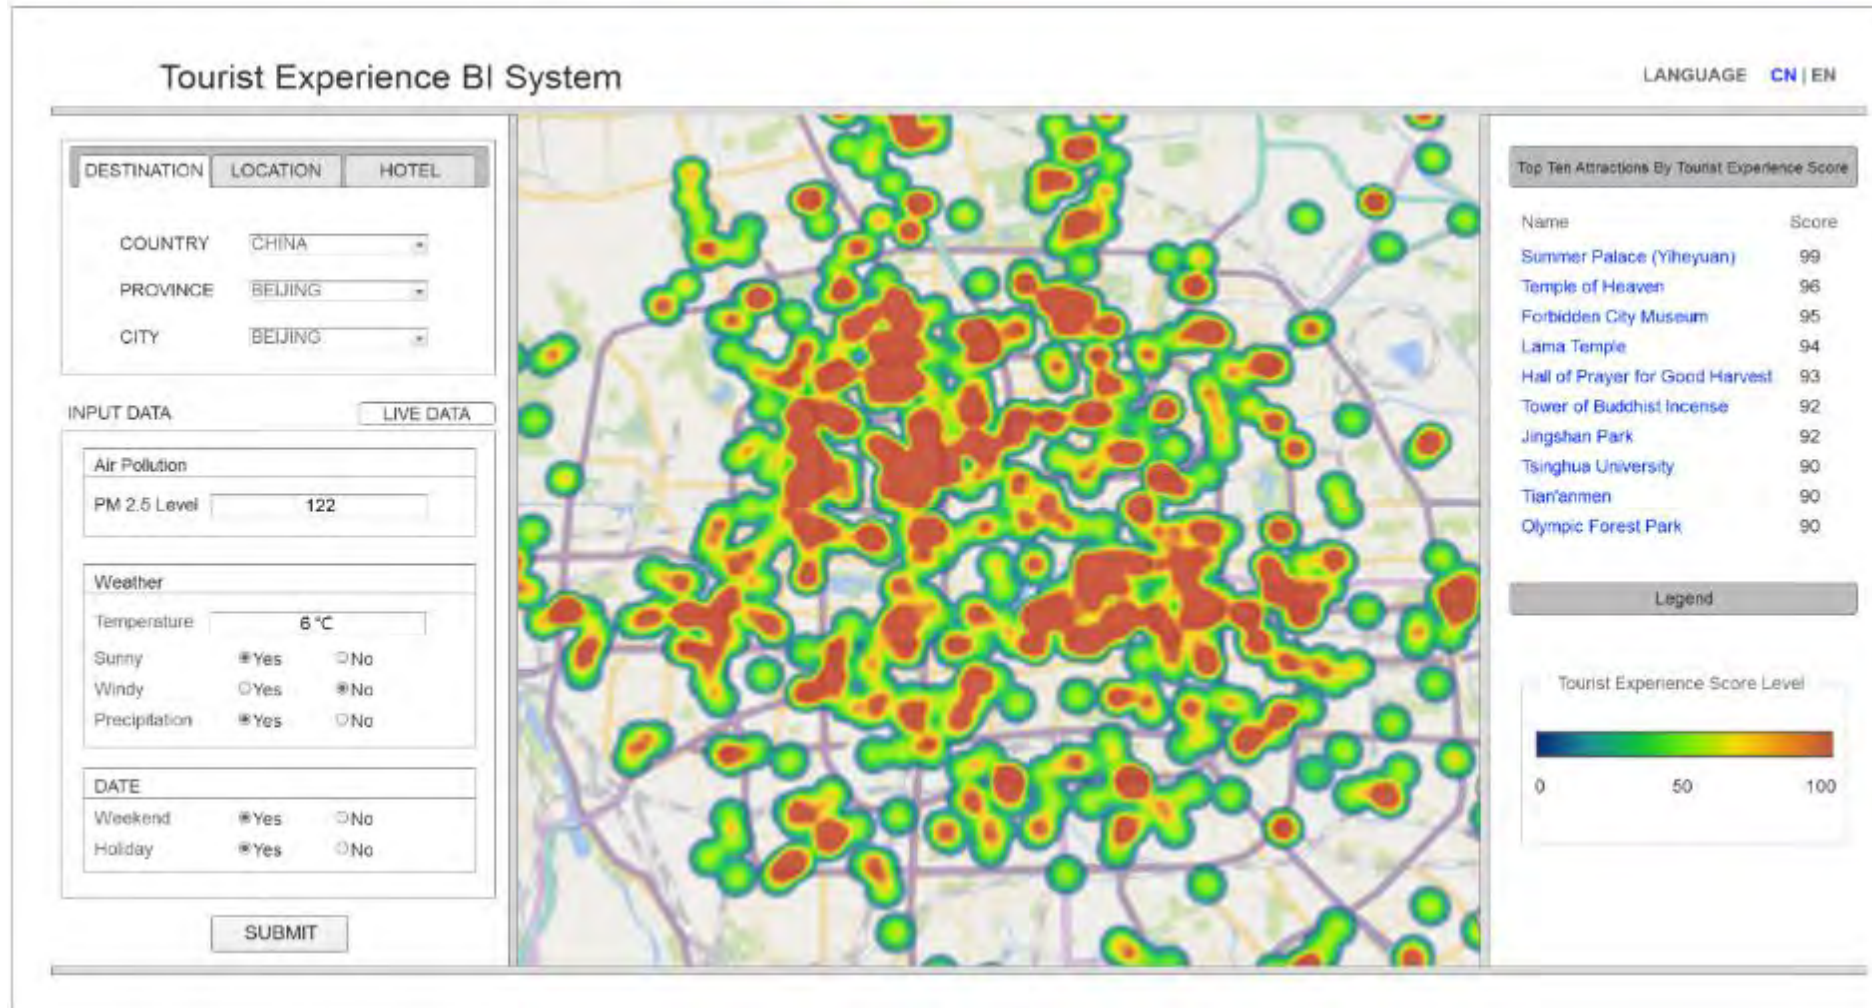 Tourist Experience BI System
LANGUAGE CN | EN
DESTINATION LOCATION HOTEL
COUNTRY CHINA
PROVINCE BEIJING
CITY BEIJING
INPUT DATA LIVE DATA
Air Pollution
PM 2.5 Level 122
Weather
Temperature 6 °C
Sunny Yes No
Windy Yes No
Precipitation Yes No
DATE
Weekend Yes No
Holiday Yes No
SUBMIT
Top Ten Attractions By Tourist Experience Score
Name Score
Summer Palace (Yiheyuan) 99
Temple of Heaven 96
Forbidden City Museum 95
Lama Temple 94
Hall of Prayer for Good Harvest 93
Tower of Buddhist Incense 92
Jingshan Park 92
Tsinghua University 90
Tian'anmen 90
Olympic Forest Park 90
Legend
Tourist Experience Score Level
0 50 100